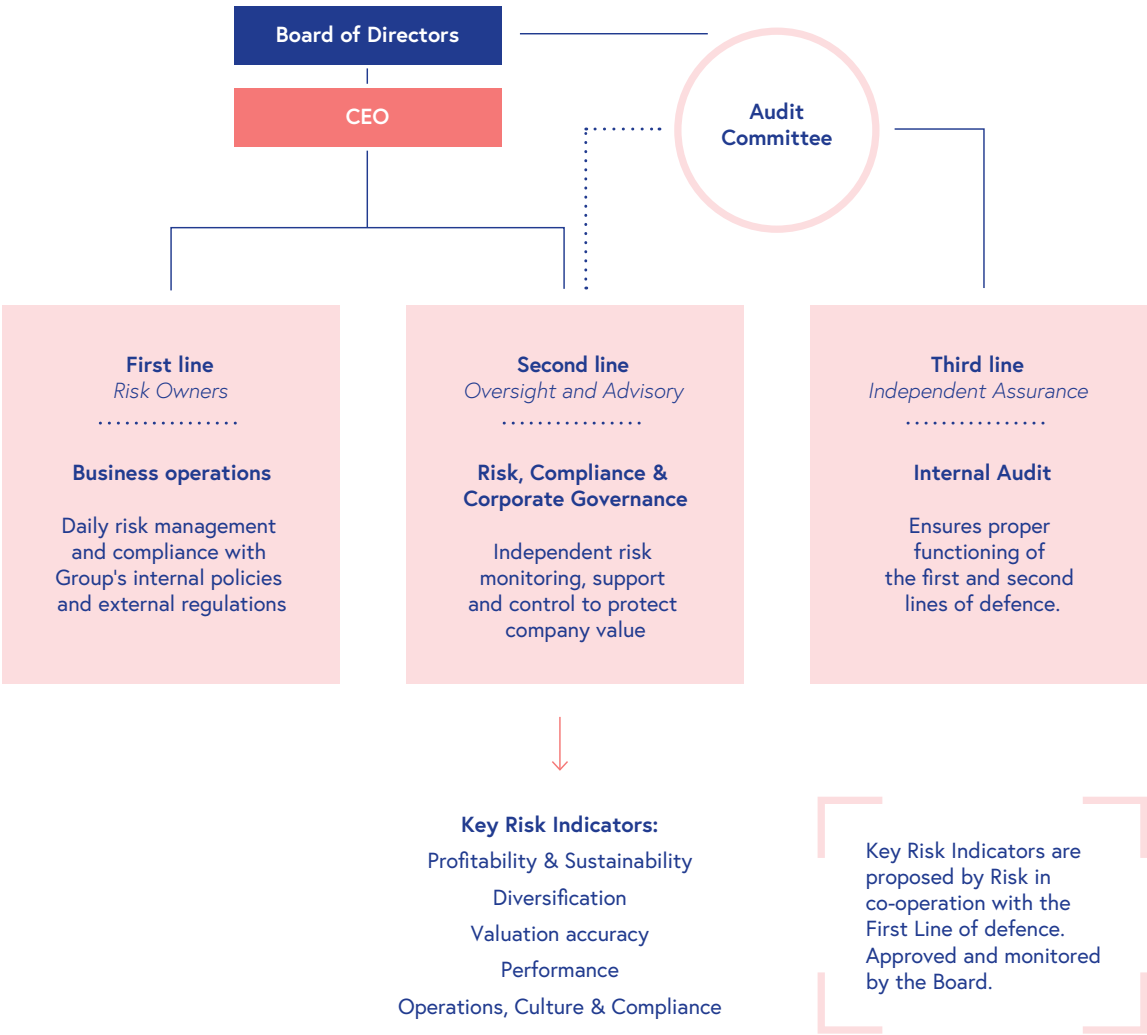 Board of Directors
CEO
Audit
Committee
First line
Risk Owners
Business operations
Daily risk management
and compliance with
Group's internal policies
and external regulations
Second line
Oversight and Advisory
Risk, Compliance &
Corporate Governance
Independent risk
monitoring, support
and control to protect
company value
Third line
Independent Assurance
Internal Audit
Ensures proper
functioning of
the first and second
lines of defence.
Key Risk Indicators:
Profitability & Sustainability
Diversification
Valuation accuracy
Performance
Operations, Culture & Compliance
Key Risk Indicators are
proposed by Risk in
co-operation with the
First Line of defence.
Approved and monitored
by the Board.